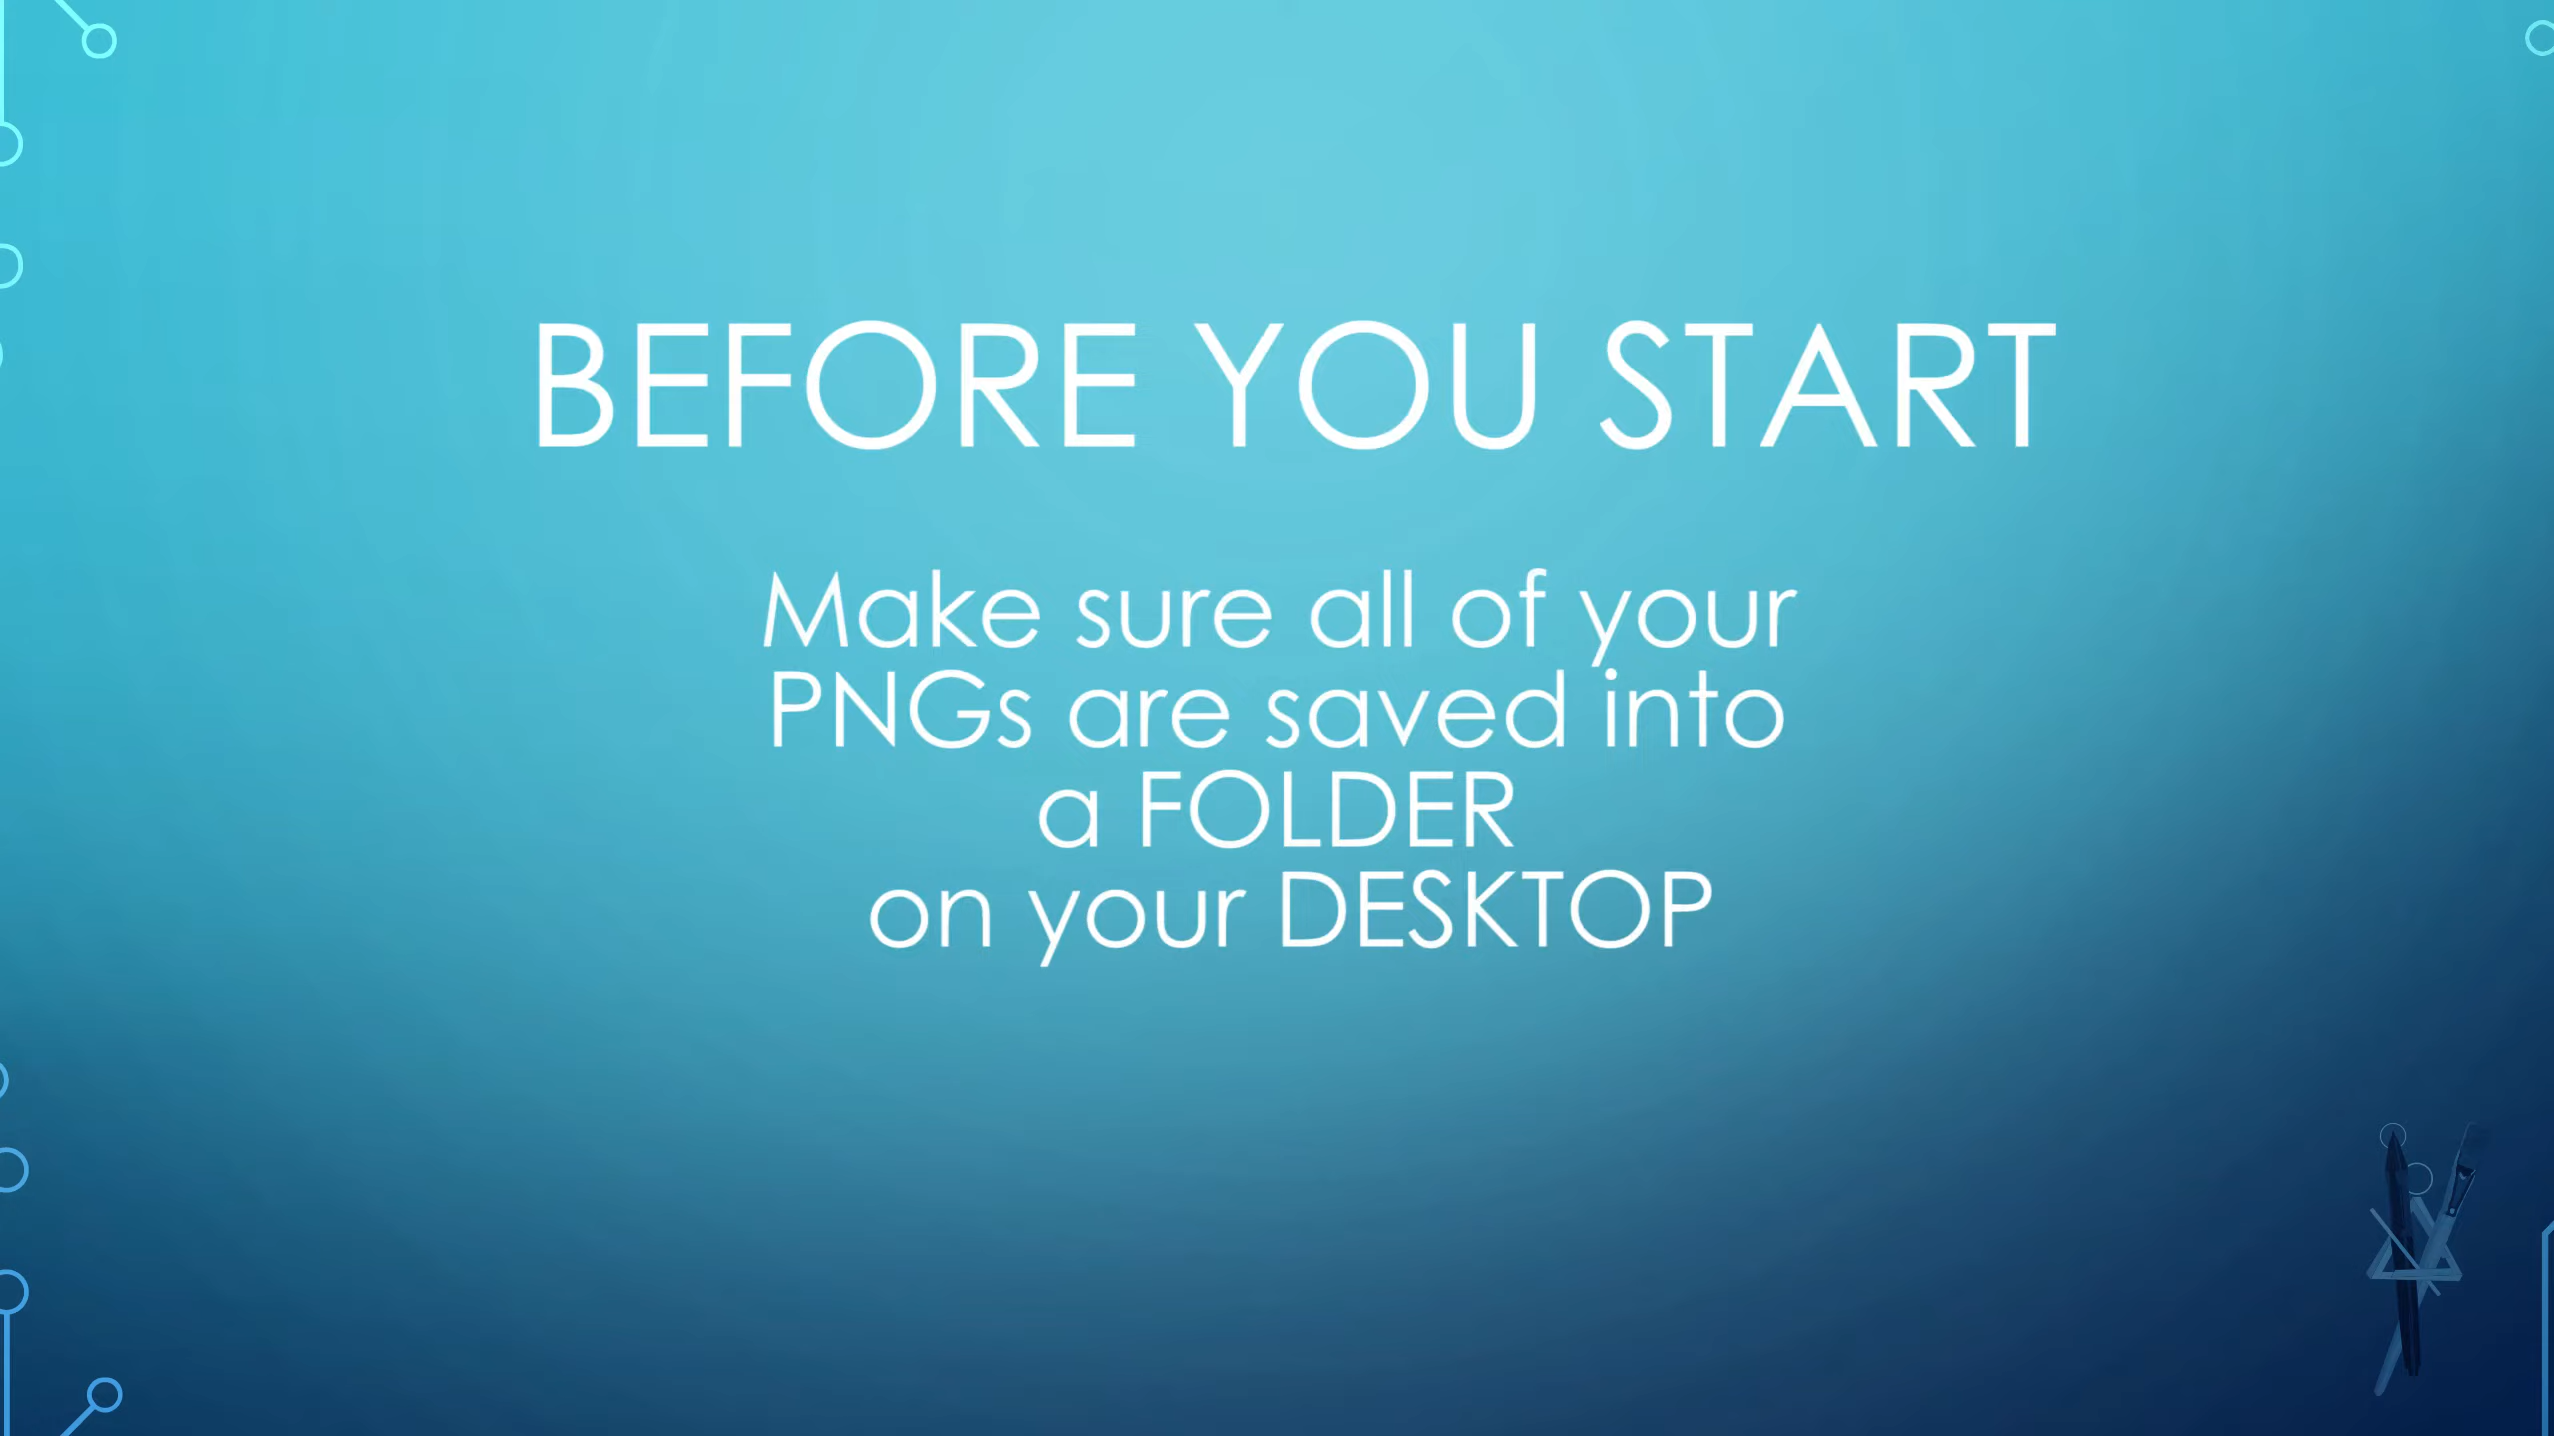 BEFORE YOU START
Make sure all of your
PNGs are saved into
a FOLDER
on your DESKTOP